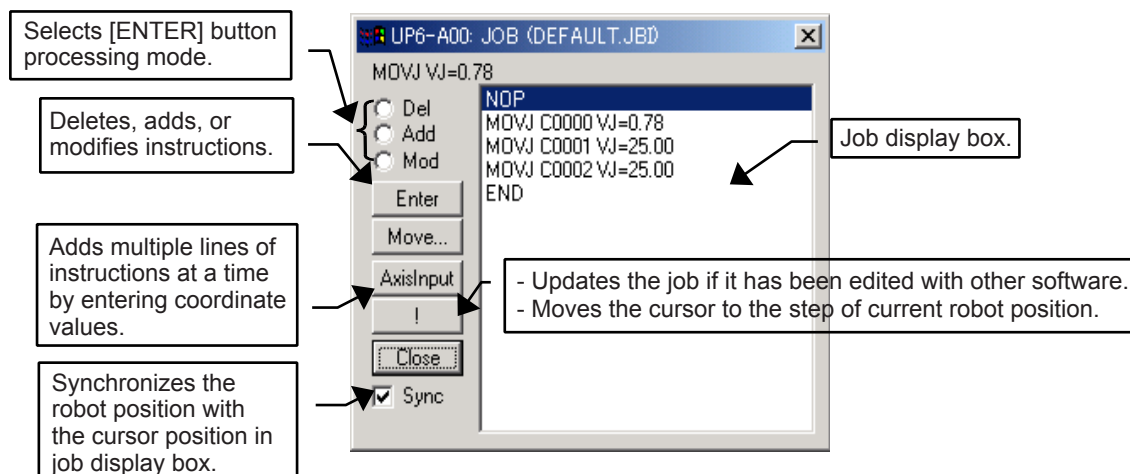 Selects [ENTER] button
processing mode.
Deletes, adds, or
modifies instructions.
Adds multiple lines of
instructions at a time
by entering coordinate
values.
Synchronizes the
robot position with
the cursor position in
job display box.
UP6-A00: JOB (DEFAULT.JBI)
MOVJ VJ=0.78
Del
Add
Mod
Enter
Move...
AxisInput
!
Close
Sync
NOP
MOVJ C0000 VJ=0.78
MOVJ C0001 VJ=25.00
MOVJ C0002 VJ=25.00
END
Job display box.
- Updates the job if it has been edited with other software.
- Moves the cursor to the step of current robot position.